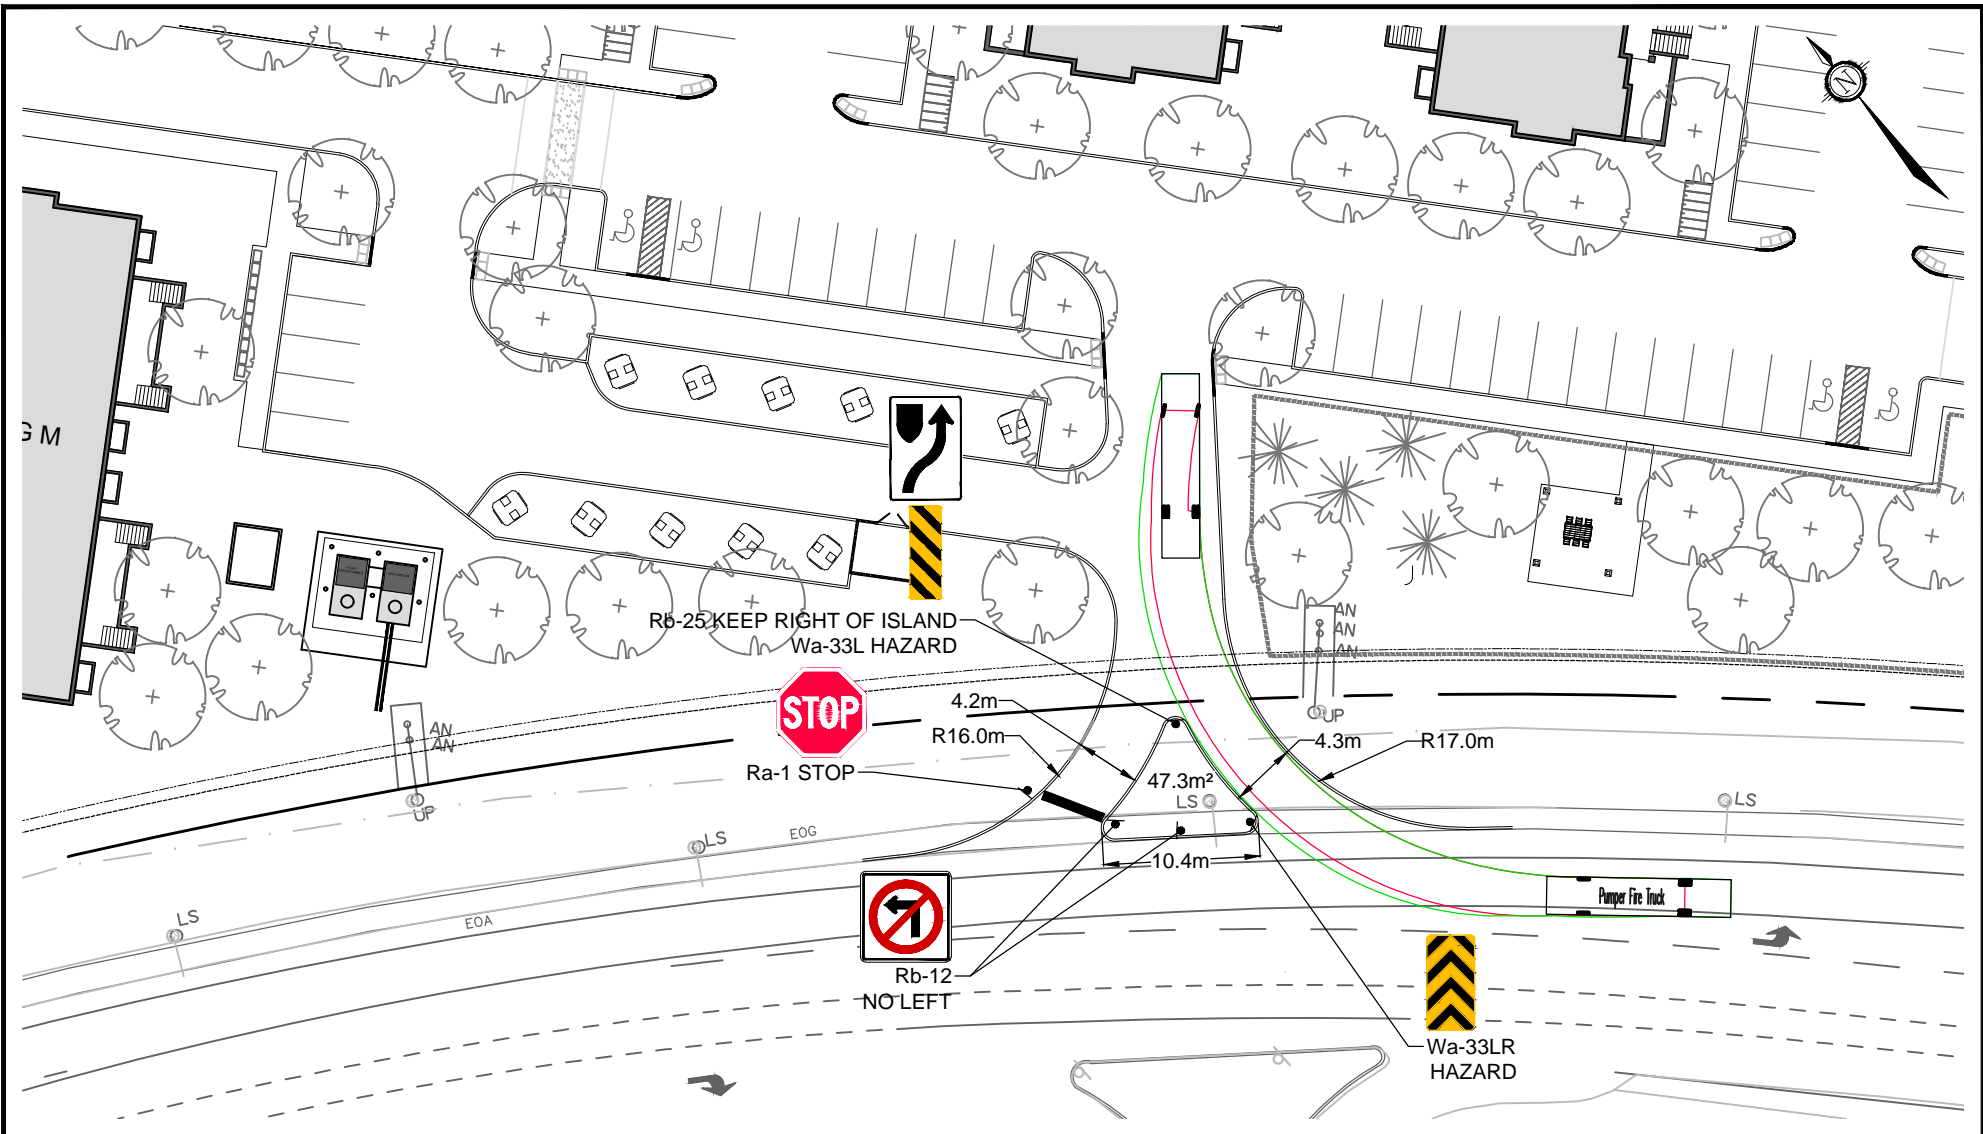 N
G M
AN
AN
AN
Rb-25 KEEP RIGHT OF ISLAND
Wa-33L HAZARD
STOP
4.2m
UP
R16.0m
4.3m
R17.0m
AN
AN
Ra-1 STOP
47.3m²
LS
LS
UP
EOG
LS
10.4m
Pumper Fire Truck
LS
EOA
Rb-12
NO LEFT
Wa-33LR
HAZARD